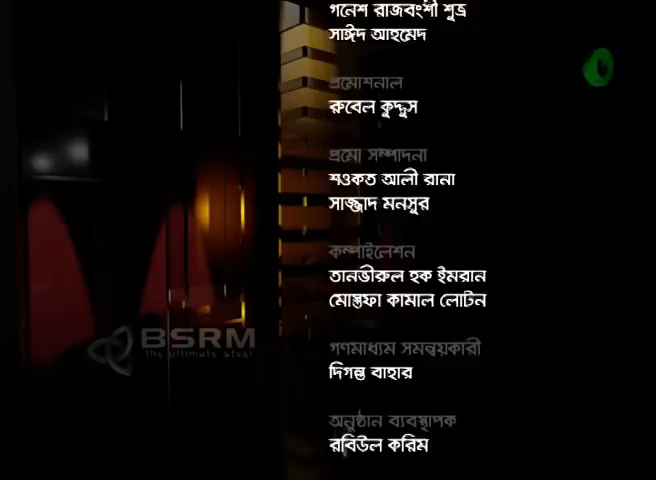 গনেশ রাজবংশী শুভ্র
সাঈদ আহমেদ
প্রমোশনাল
রুবেল কুদ্দুস
প্রমো সম্পাদনা
শওকত আলী রানা
সাজ্জাদ মনসুর
কম্পাইলেশন
তানভীরুল হক ইমরান
মোস্তফা কামাল লোটন
গণমাধ্যম সমন্বয়কারী
দিগন্ত বাহার
অনুষ্ঠান ব্যবস্থাপক
রবিউল করিম
BSRM
the ultimate steel